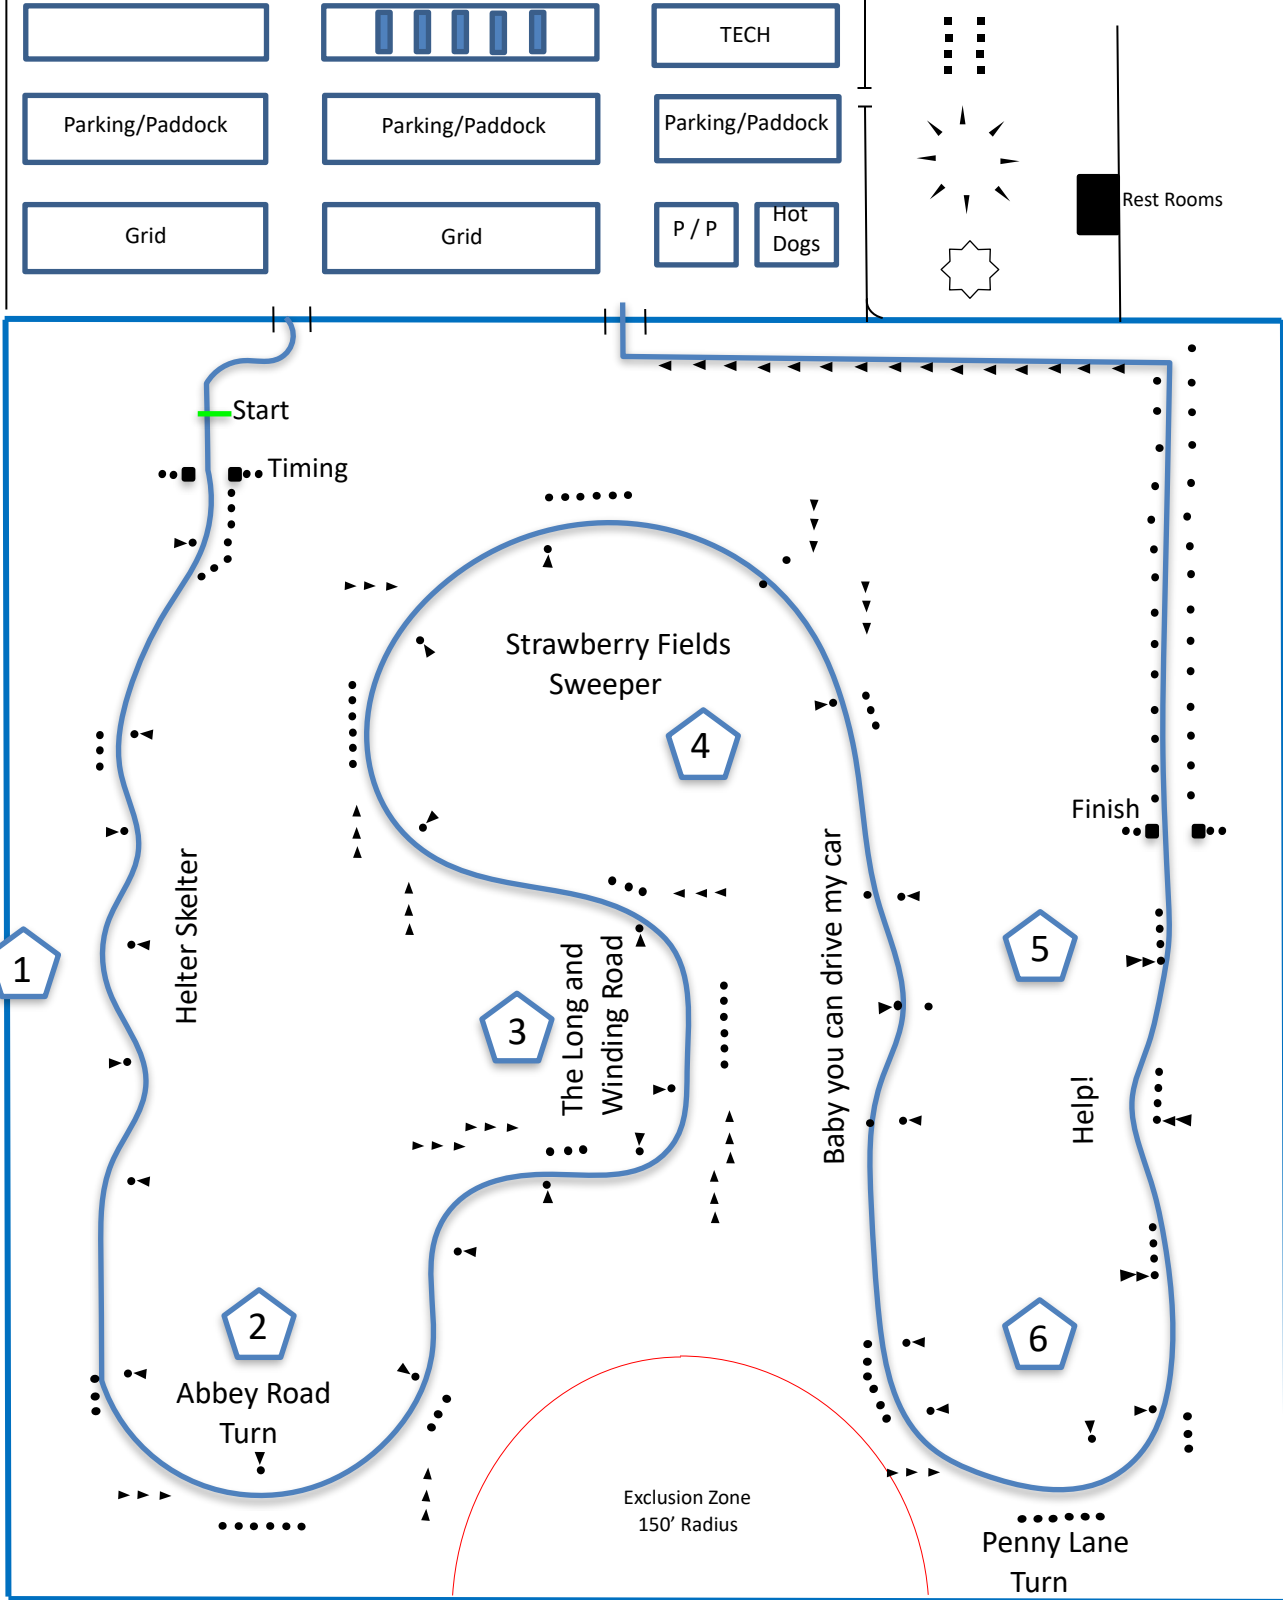 TECH
Parking/Paddock
Parking/Paddock
Parking/Paddock
Rest Rooms
Grid
Grid
P / P
Hot
Dogs
Start
Timing
Strawberry Fields
Sweeper
4
Finish
Helter Skelter
1
The Long and
Winding Road
3
Baby you can drive my car
5
Help!
2
Abbey Road
Turn
6
Exclusion Zone
150’ Radius
Penny Lane
Turn